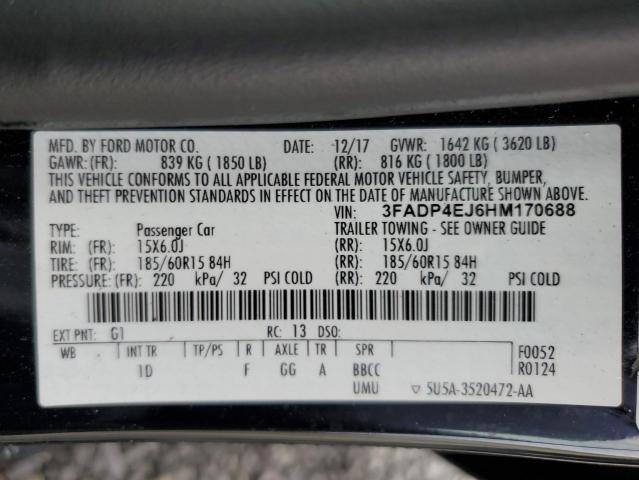 MFD. BY FORD MOTOR CO. DATE: 12/17 GVWR: 1642 KG ( 3620 LB)
GAWR: (FR): 839 KG ( 1850 LB) (RR): 816 KG ( 1800 LB)
THIS VEHICLE CONFORMS TO ALL APPLICABLE FEDERAL MOTOR VEHICLE SAFETY, BUMPER,
AND THEFT PREVENTION STANDARDS IN EFFECT ON THE DATE OF MANUFACTURE SHOWN ABOVE.
VIN: 3FADP4EJ6HM170688
TYPE: Passenger Car TRAILER TOWING - SEE OWNER GUIDE
RIM: (FR): 15X6.0J (RR): 15X6.0J
TIRE: (FR): 185/60R15 84H (RR): 185/60R15 84H
PRESSURE: (FR): 220 kPa/ 32 PSI COLD (RR): 220 kPa/ 32 PSI COLD
EXT PNT: G1 RC: 13 DSO:
WB INT TR TP/PS R AXLE TR SPR F0052
1D F GG A BBCC R0124
UMU ▽ 5U5A-3520472-AA